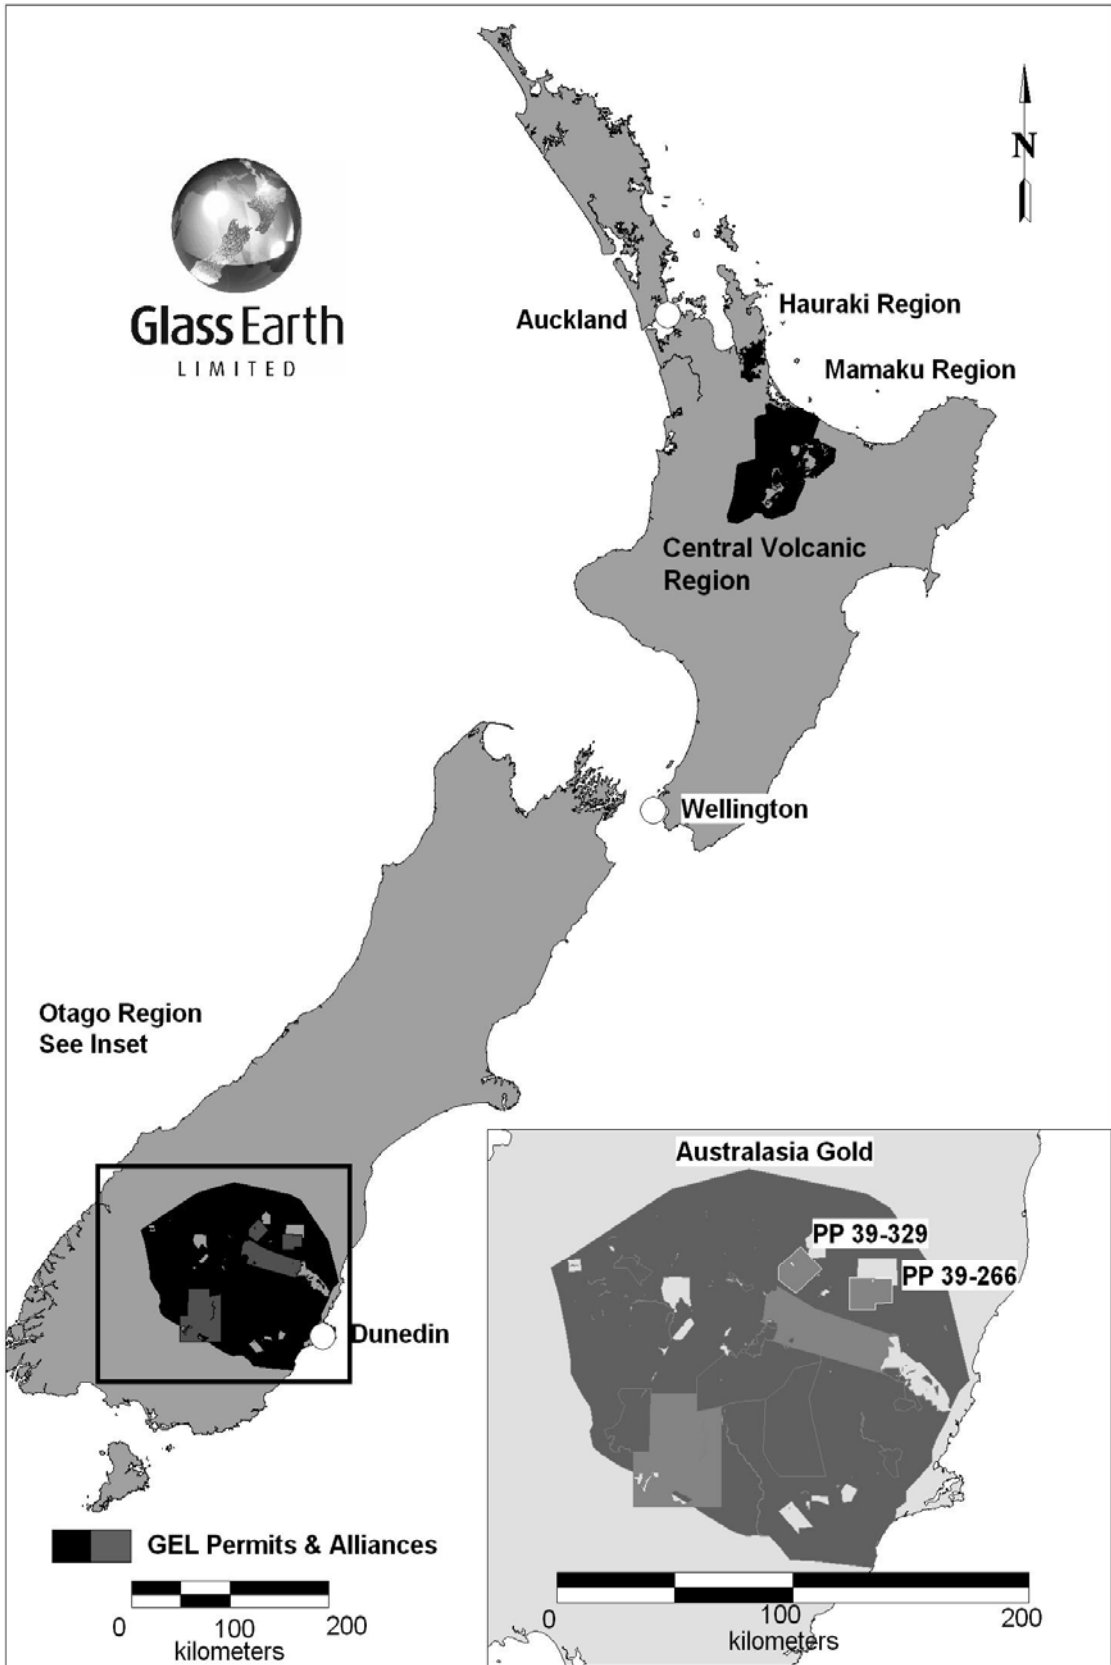 N
Glass Earth
LIMITED
Auckland
Hauraki Region
Mamaku Region
Central Volcanic
Region
Wellington
Otago Region
See Inset
Dunedin
Australasia Gold
PP 39-329
PP 39-266
GEL Permits & Alliances
0 100 200
kilometers
0 100 200
kilometers